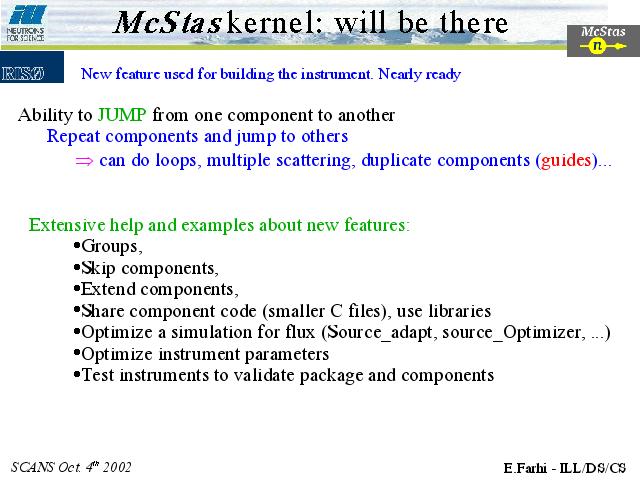 NEUTRONS
FOR SCIENCE
McStas kernel: will be there
McStas
n
RISØ
New feature used for building the instrument. Nearly ready
Ability to JUMP from one component to another
Repeat components and jump to others
⇒ can do loops, multiple scattering, duplicate components (guides)...
Extensive help and examples about new features:
•Groups,
•Skip components,
•Extend components,
•Share component code (smaller C files), use libraries
•Optimize a simulation for flux (Source_adapt, source_Optimizer, ...)
•Optimize instrument parameters
•Test instruments to validate package and components
SCANS Oct. 4th 2002
E.Farhi - ILL/DS/CS